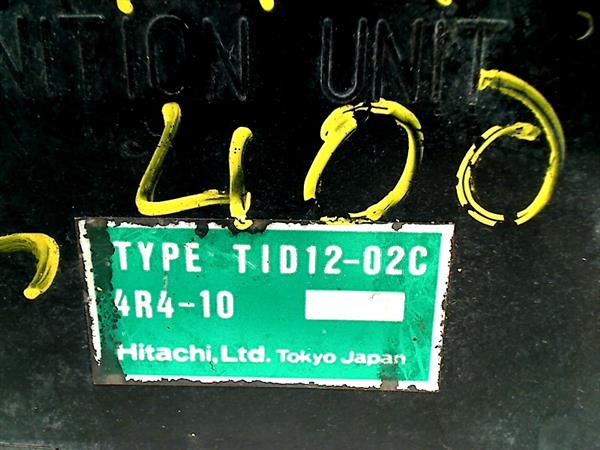 NITION UNIT
400
TYPE TID12-02C
4R4-10
Hitachi, Ltd. Tokyo Japan